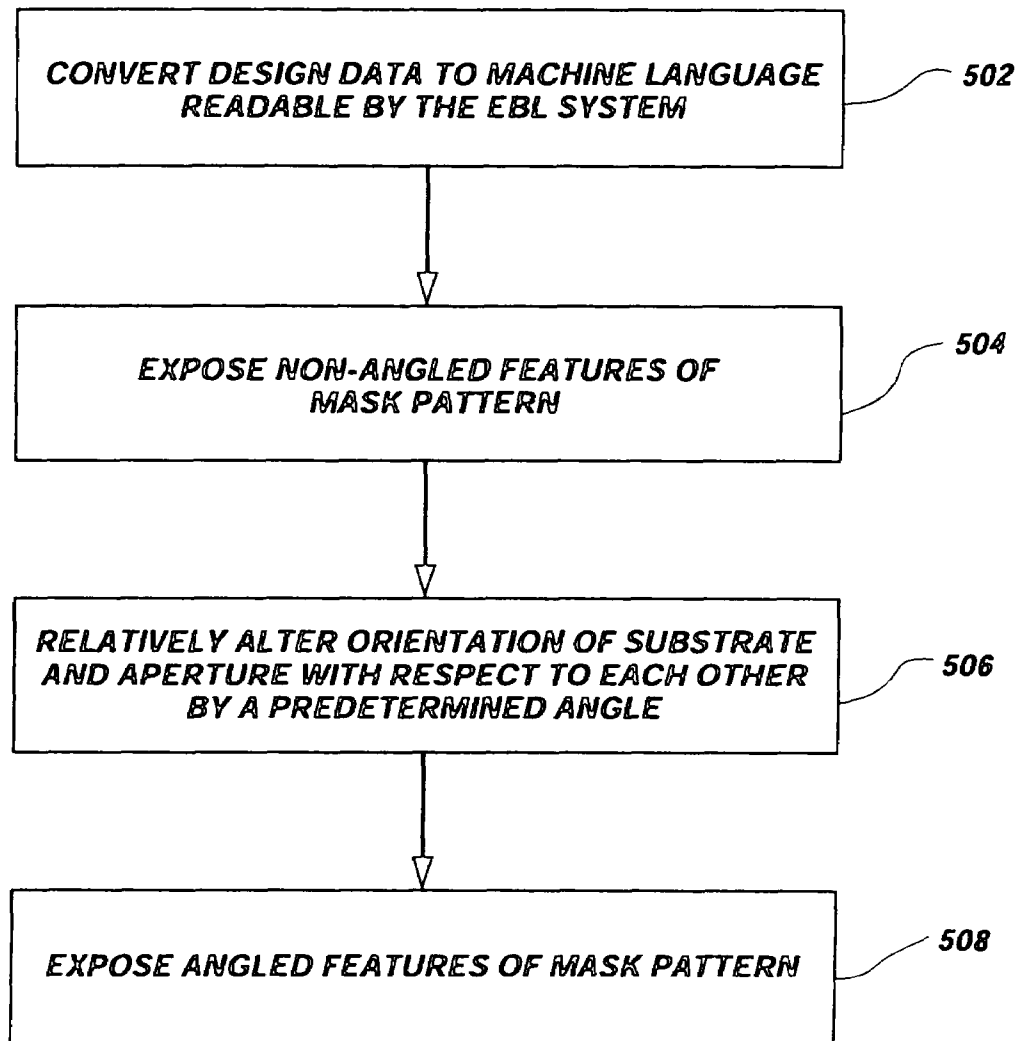 CONVERT DESIGN DATA TO MACHINE LANGUAGE
READABLE BY THE EBL SYSTEM
502
EXPOSE NON-ANGLED FEATURES OF
MASK PATTERN
504
RELATIVELY ALTER ORIENTATION OF SUBSTRATE
AND APERTURE WITH RESPECT TO EACH OTHER
BY A PREDETERMINED ANGLE
506
EXPOSE ANGLED FEATURES OF MASK PATTERN
508